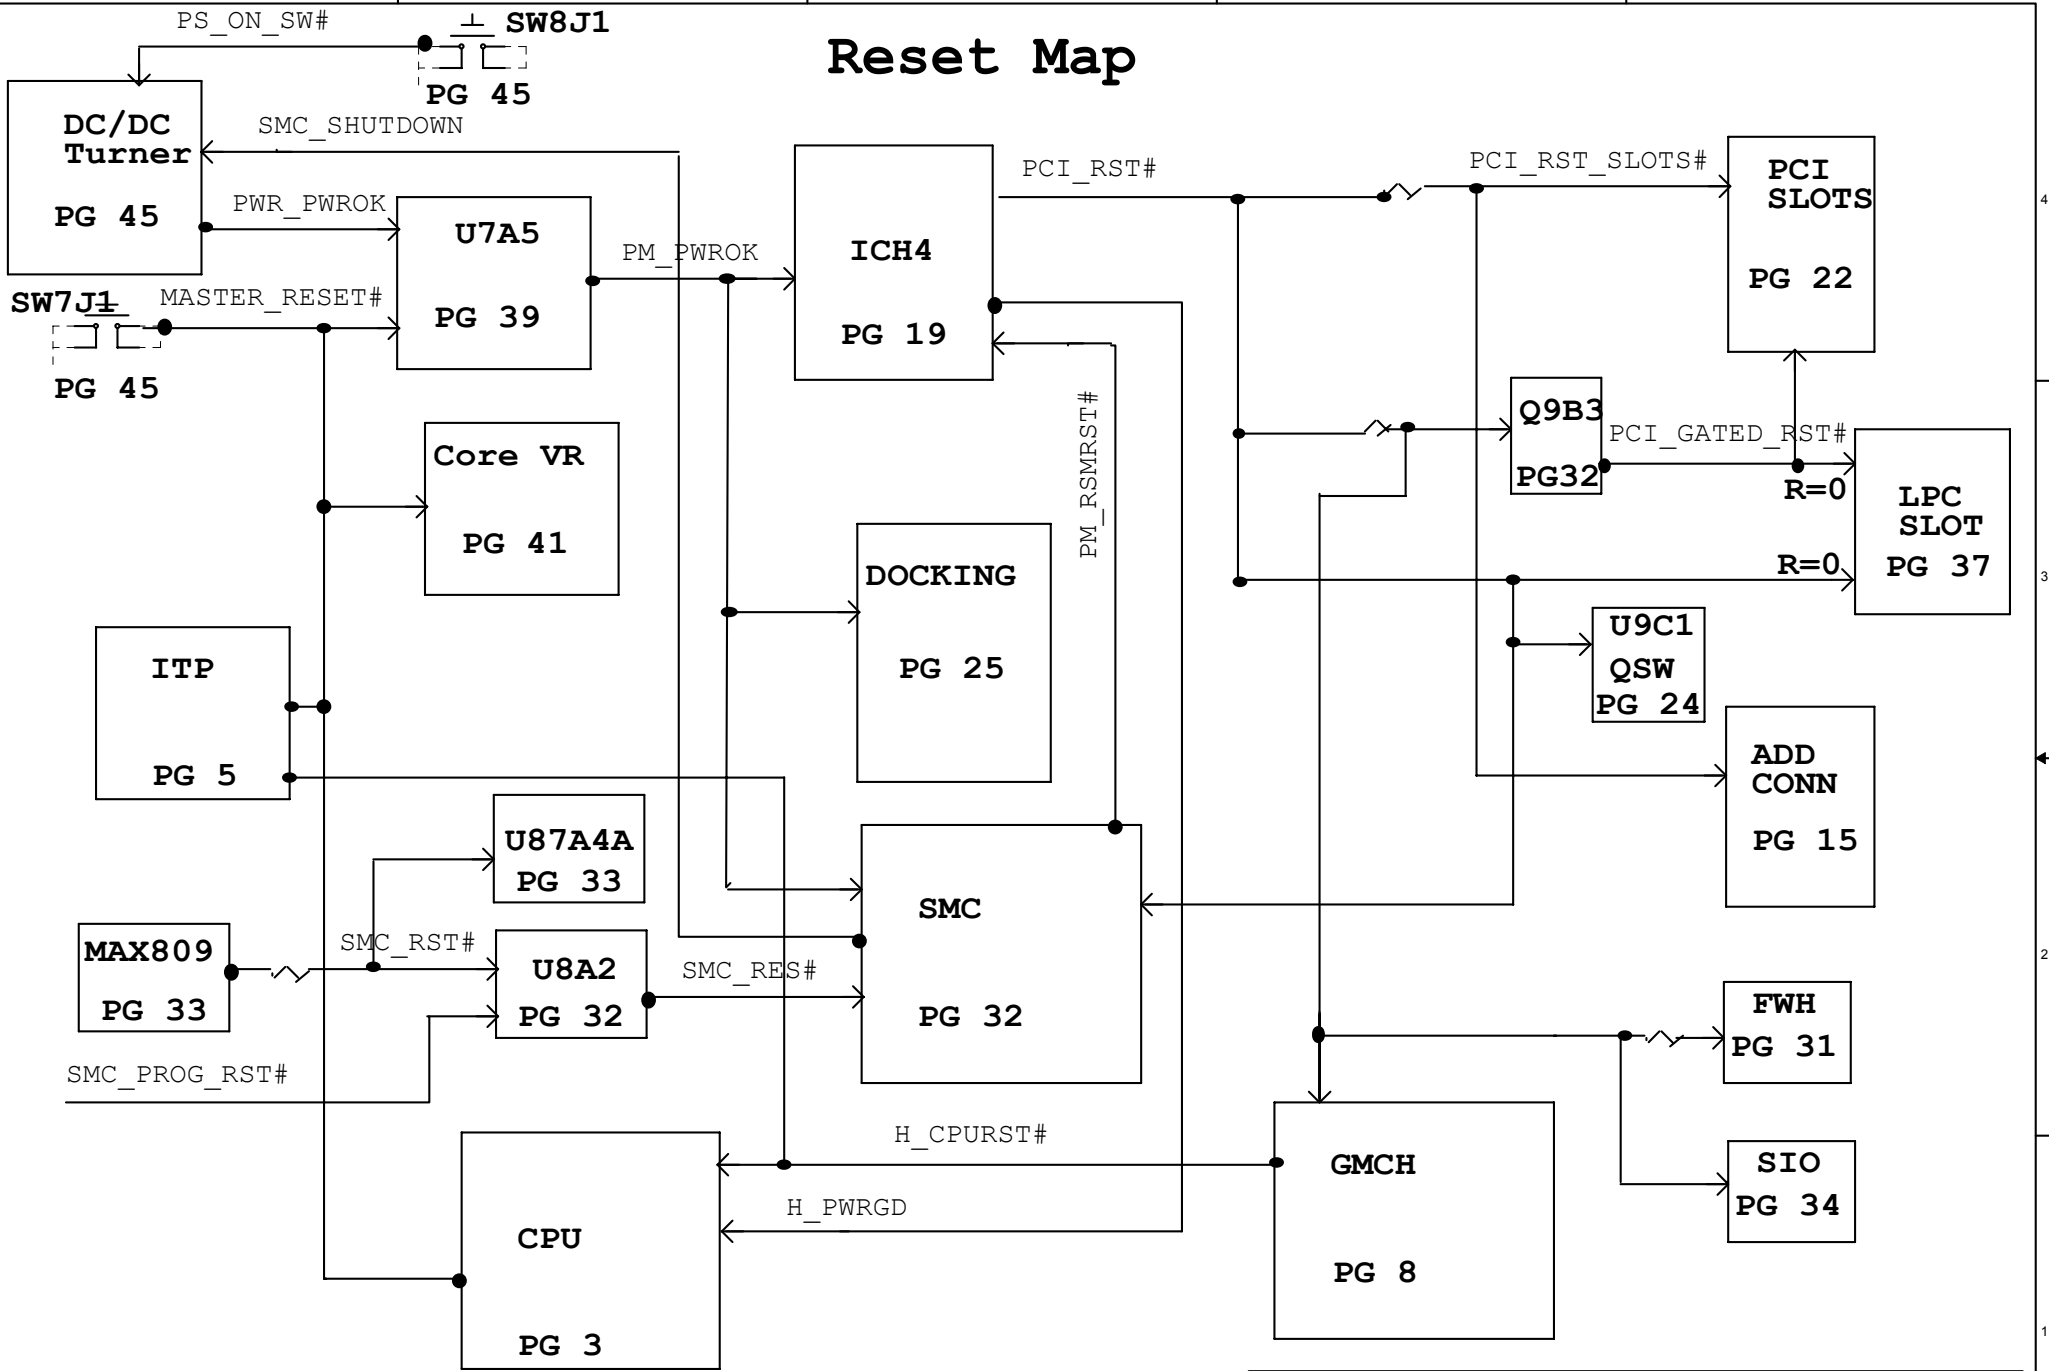 PS_ON_SW#
SW8J1
Reset Map
PG 45
DC/DC
Turner
PG 45
SMC_SHUTDOWN
PWR_PWROK
U7A5
PG 39
PM_PWROK
ICH4
PG 19
PCI_RST#
PCI_RST_SLOTS#
PCI
SLOTS
PG 22
4
SW7J1
MASTER_RESET#
PG 45
Core VR
PG 41
PM_RSMRST#
Q9B3
PG32
PCI_GATED_RST#
R=0
LPC
SLOT
PG 37
R=0
3
DOCKING
PG 25
U9C1
QSW
PG 24
ITP
PG 5
ADD
CONN
PG 15
U87A4A
PG 33
SMC
PG 32
MAX809
PG 33
SMC_RST#
U8A2
PG 32
SMC_RES#
2
FWH
PG 31
SMC_PROG_RST#
H_CPURST#
GMCH
PG 8
SIO
PG 34
H_PWRGD
CPU
PG 3
1